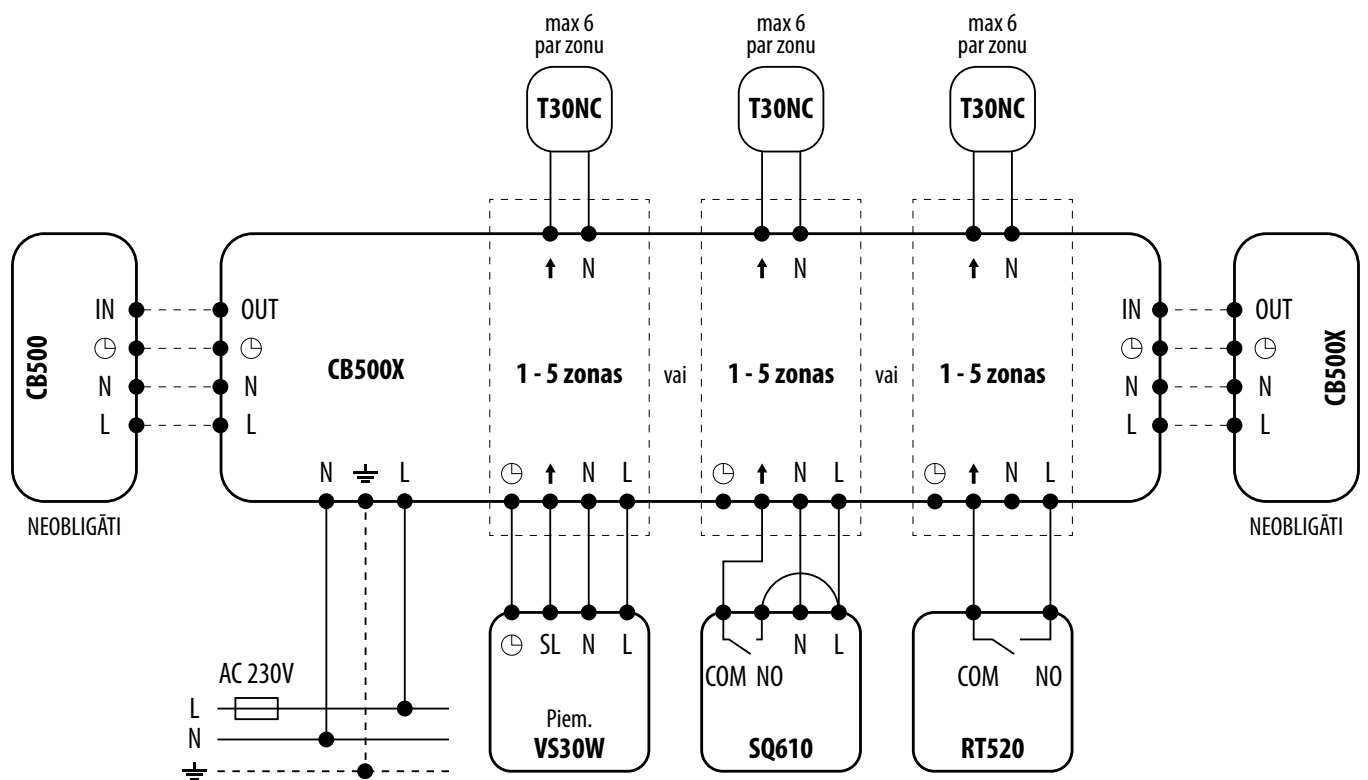 max 6
par zonu
max 6
par zonu
max 6
par zonu
T30NC
T30NC
T30NC
N
N
N
CB500
IN
N
L
NEOBLIGĀTI
OUT
N
L
CB500X
1 - 5 zonas
vai
1 - 5 zonas
vai
1 - 5 zonas
IN
N
L
OUT
N
L
CB500X
NEOBLIGĀTI
N
L
N
L
N
L
N
L
AC 230V
L
N
SL
N
L
Piem.
VS30W
N
L
COM
NO
SQ610
COM
NO
RT520